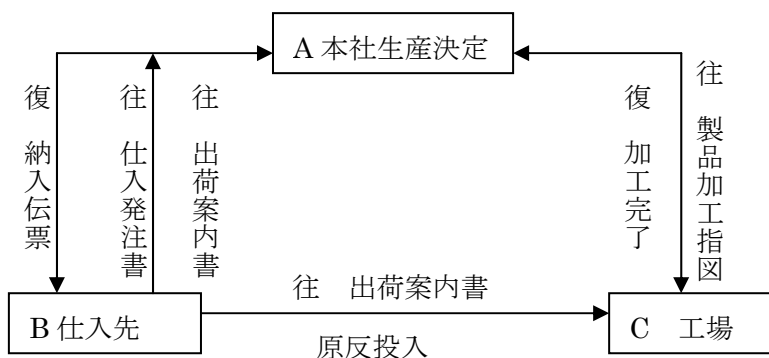 A 本社生産決定
復 納入伝票
往 仕入発注書
往 出荷案内書
復 加工完了
往 製品加工指図
往 出荷案内書
B 仕入先
C 工場
原反投入